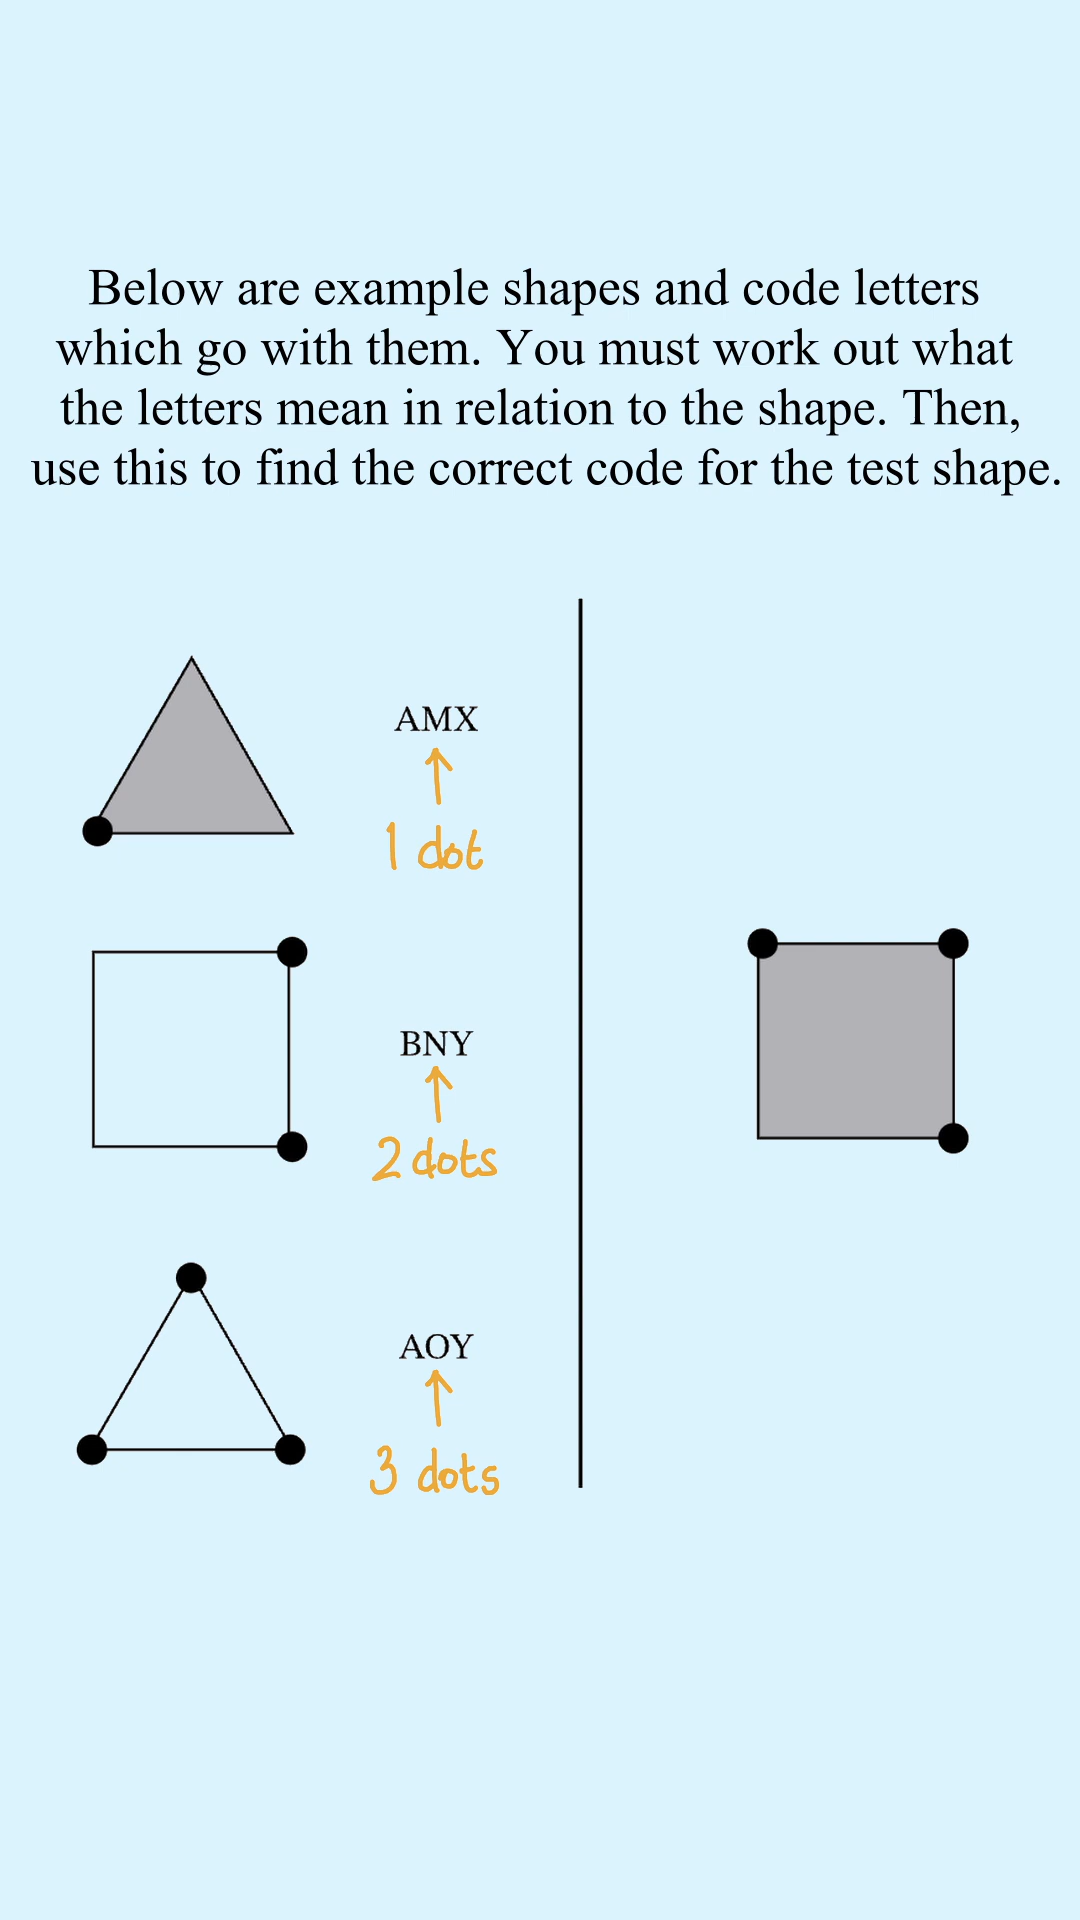 Below are example shapes and code letters
which go with them. You must work out what
the letters mean in relation to the shape. Then,
use this to find the correct code for the test shape.
AMX
1 dot
BNY
2 dots
AOY
3 dots